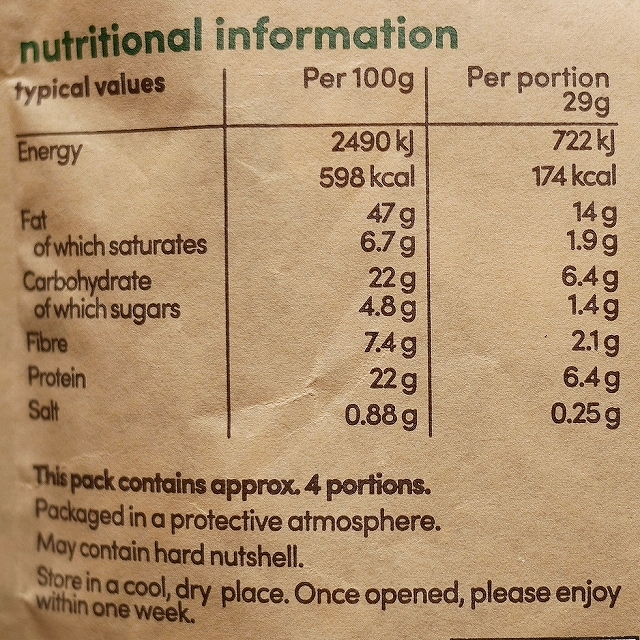 nutritional information
typical values Per 100g Per portion
29g
Energy 2490 kJ 722 kJ
598 kcal 174 kcal
Fat 47 g 14 g
of which saturates 6.7 g 1.9 g
Carbohydrate 22 g 6.4 g
of which sugars 4.8 g 1.4 g
Fibre 7.4 g 2.1 g
Protein 22 g 6.4 g
Salt 0.88 g 0.25 g
This pack contains approx. 4 portions.
Packaged in a protective atmosphere.
May contain hard nutshell.
Store in a cool, dry place. Once opened, please enjoy
within one week.